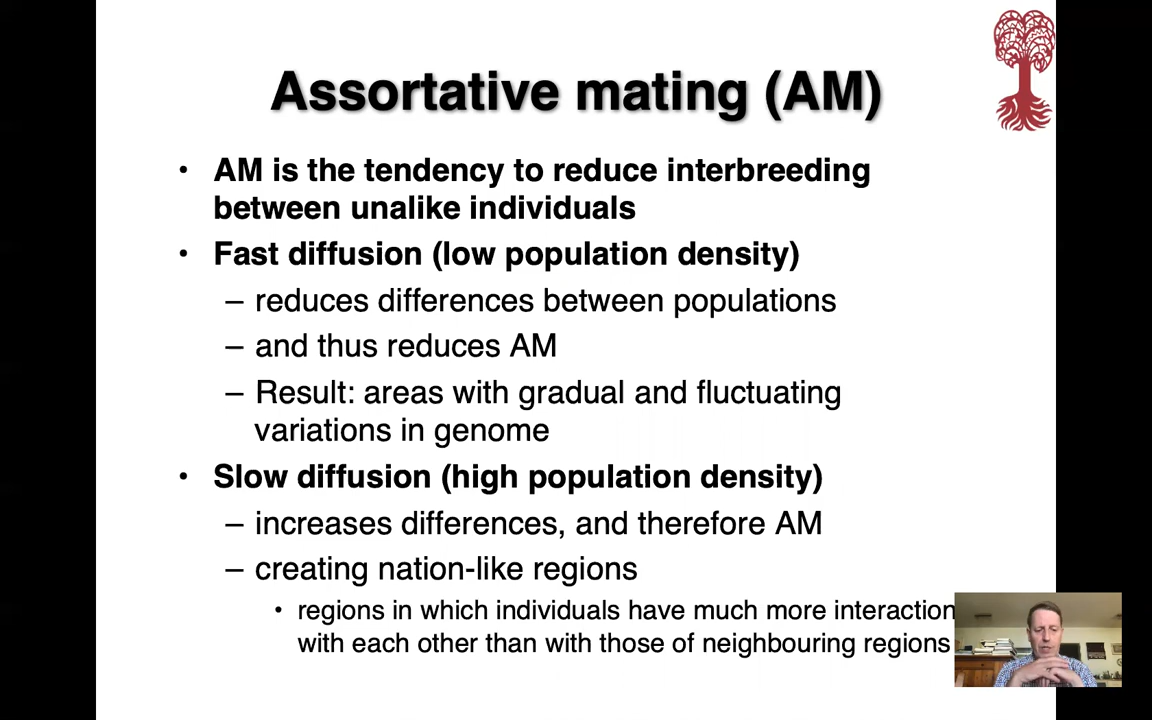 Assortative mating (AM)
• AM is the tendency to reduce interbreeding
between unalike individuals
• Fast diffusion (low population density)
– reduces differences between populations
– and thus reduces AM
– Result: areas with gradual and fluctuating
variations in genome
• Slow diffusion (high population density)
– increases differences, and therefore AM
– creating nation-like regions
• regions in which individuals have much more interaction
with each other than with those of neighbouring regions